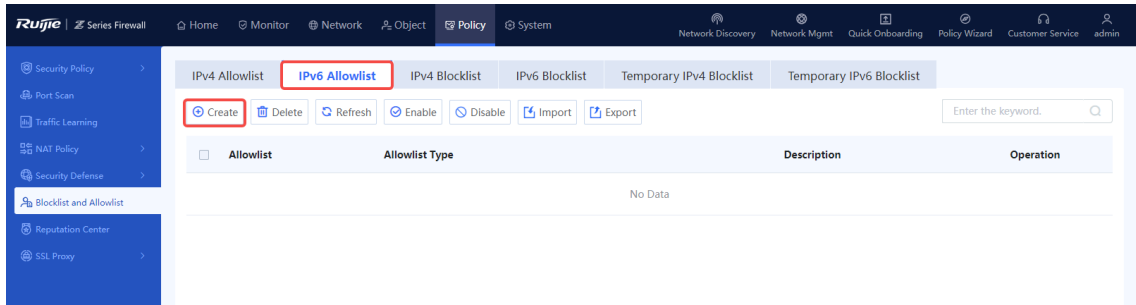 Ruijie | Z Series Firewall
Home Monitor Network Object Policy System
Network Discovery Network Mgmt Quick Onboarding Policy Wizard Customer Service admin
Security Policy
Port Scan
Traffic Learning
NAT Policy
Security Defense
Blocklist and Allowlist
Reputation Center
SSL Proxy
IPv4 Allowlist IPv6 Allowlist IPv4 Blocklist IPv6 Blocklist Temporary IPv4 Blocklist Temporary IPv6 Blocklist
Create Delete Refresh Enable Disable Import Export Enter the keyword.
Allowlist Allowlist Type Description Operation
No Data